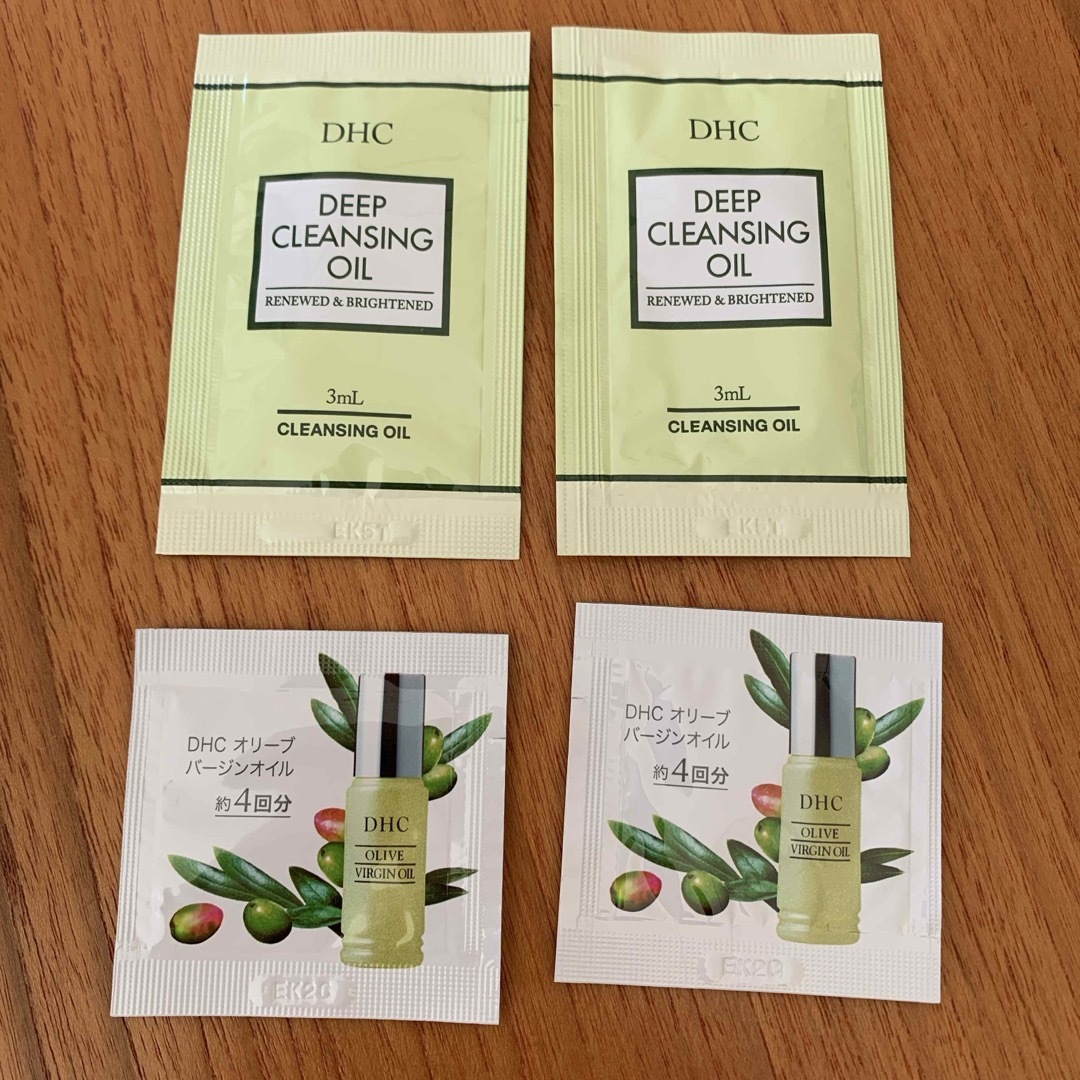 DHC
DEEP
CLEANSING
OIL
RENEWED & BRIGHTENED
3mL
CLEANSING OIL
EK5T
DHC
DEEP
CLEANSING
OIL
RENEWED & BRIGHTENED
3mL
CLEANSING OIL
DHC オリーブ
バージンオイル
約4回分
DHC
OLIVE
VIRGIN OIL
DHC オリーブ
バージンオイル
約4回分
DHC
OLIVE
VIRGIN OIL